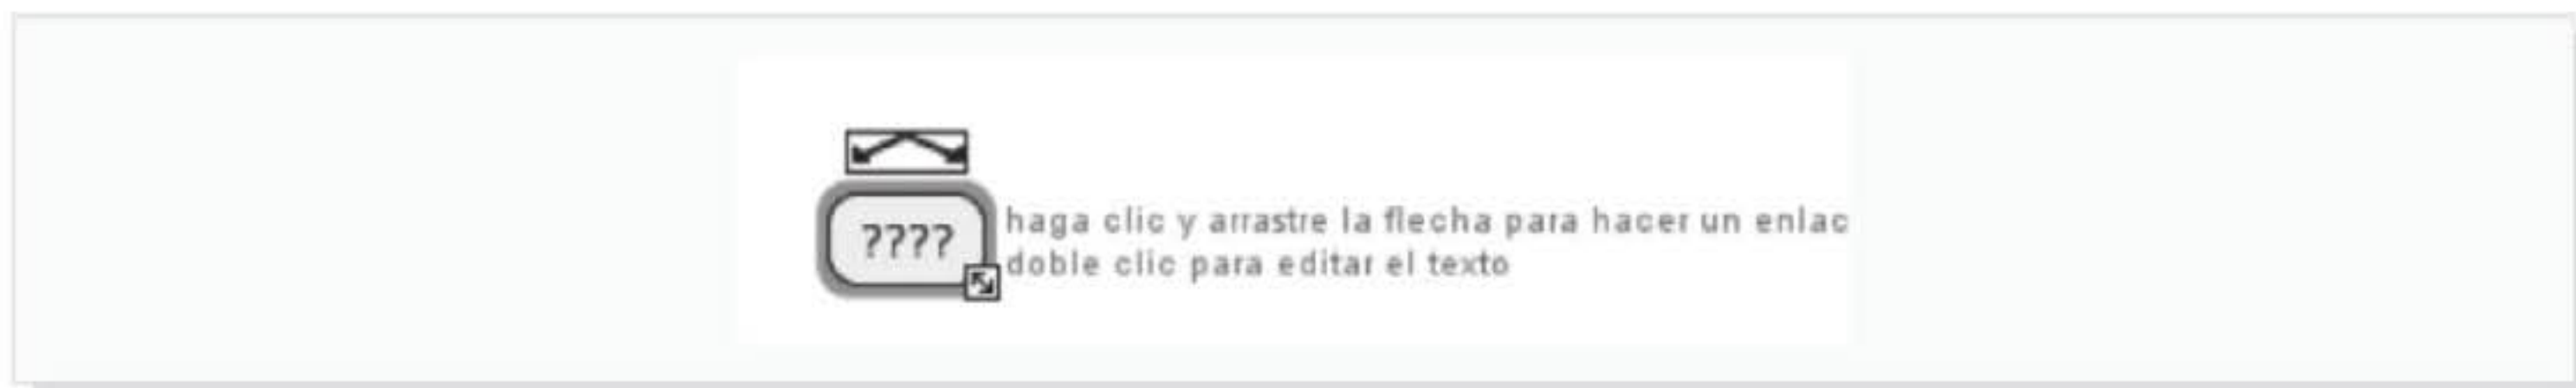 ????
haga clic y arrastre la flecha para hacer un enlac
doble clic para editar el texto